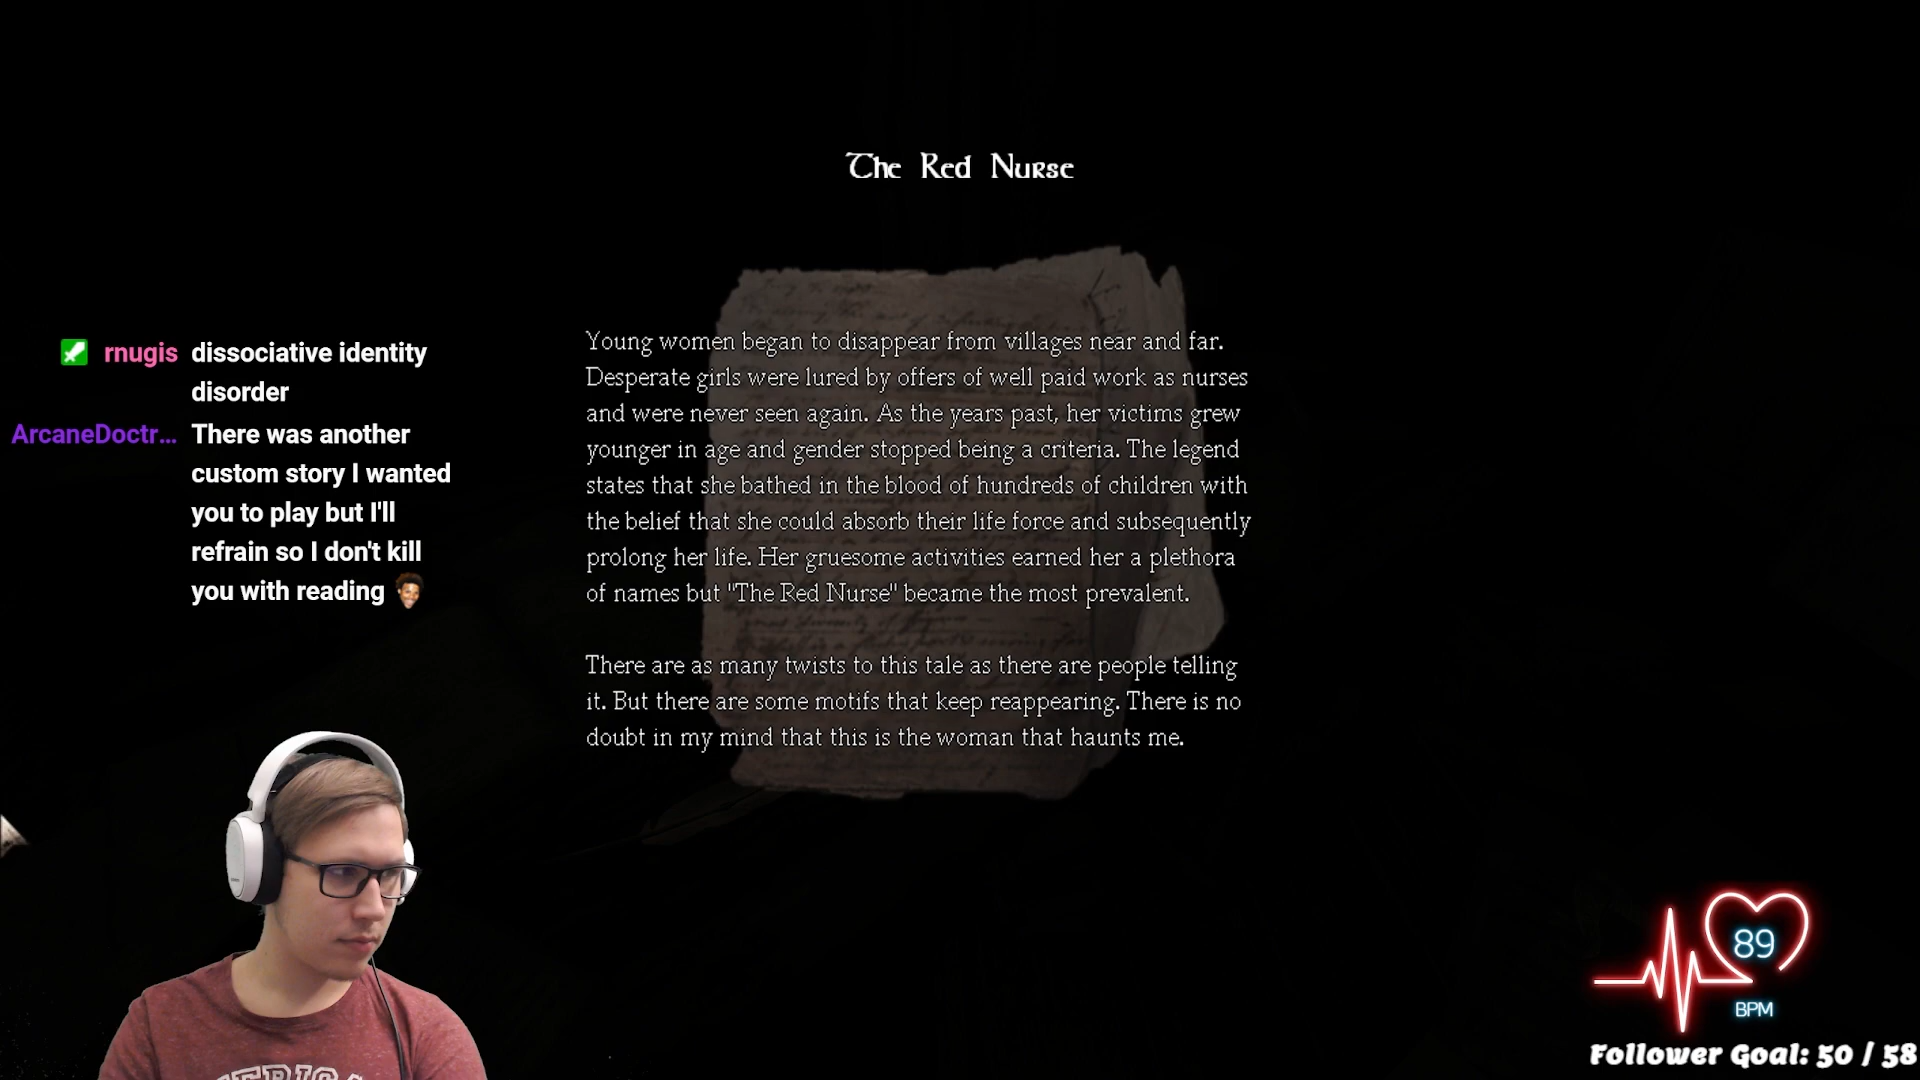 The Red Nurse
rnugis dissociative identity
disorder
ArcaneDoctr... There was another
custom story I wanted
you to play but I'll
refrain so I don't kill
you with reading
Young women began to disappear from villages near and far.
Desperate girls were lured by offers of well paid work as nurses
and were never seen again. As the years past, her victims grew
younger in age and gender stopped being a criteria. The legend
states that she bathed in the blood of hundreds of children with
the belief that she could absorb their life force and subsequently
prolong her life. Her gruesome activities earned her a plethora
of names but "The Red Nurse" became the most prevalent.
There are as many twists to this tale as there are people telling
it. But there are some motifs that keep reappearing. There is no
doubt in my mind that this is the woman that haunts me.
89
BPM
Follower Goal: 50 / 58